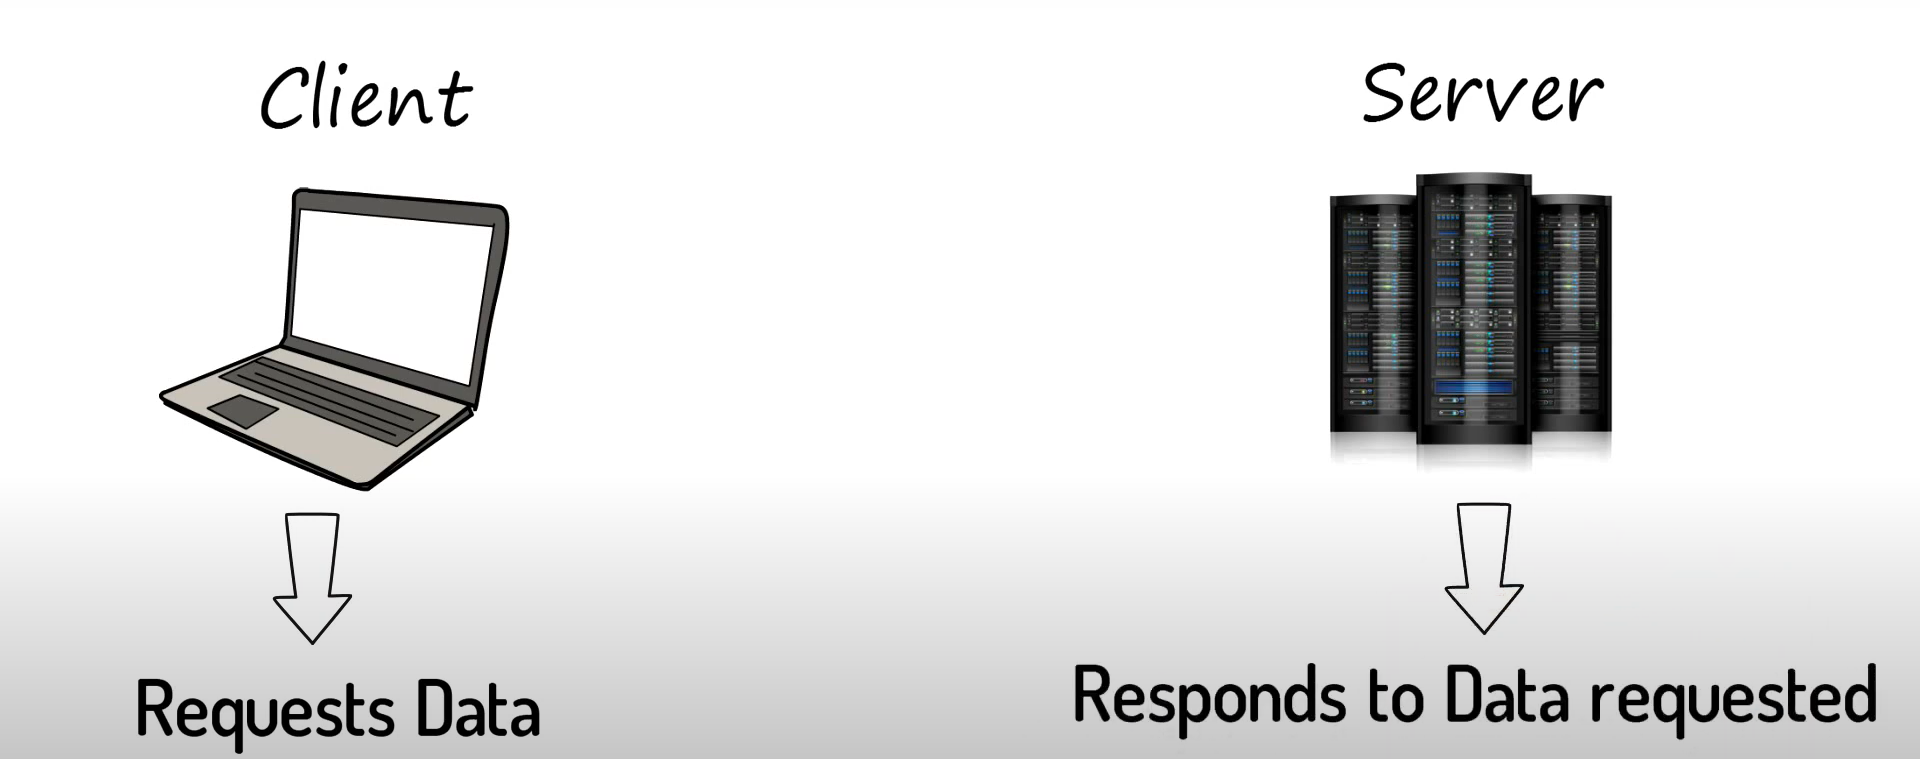 Client
Server
Requests Data
Responds to Data requested